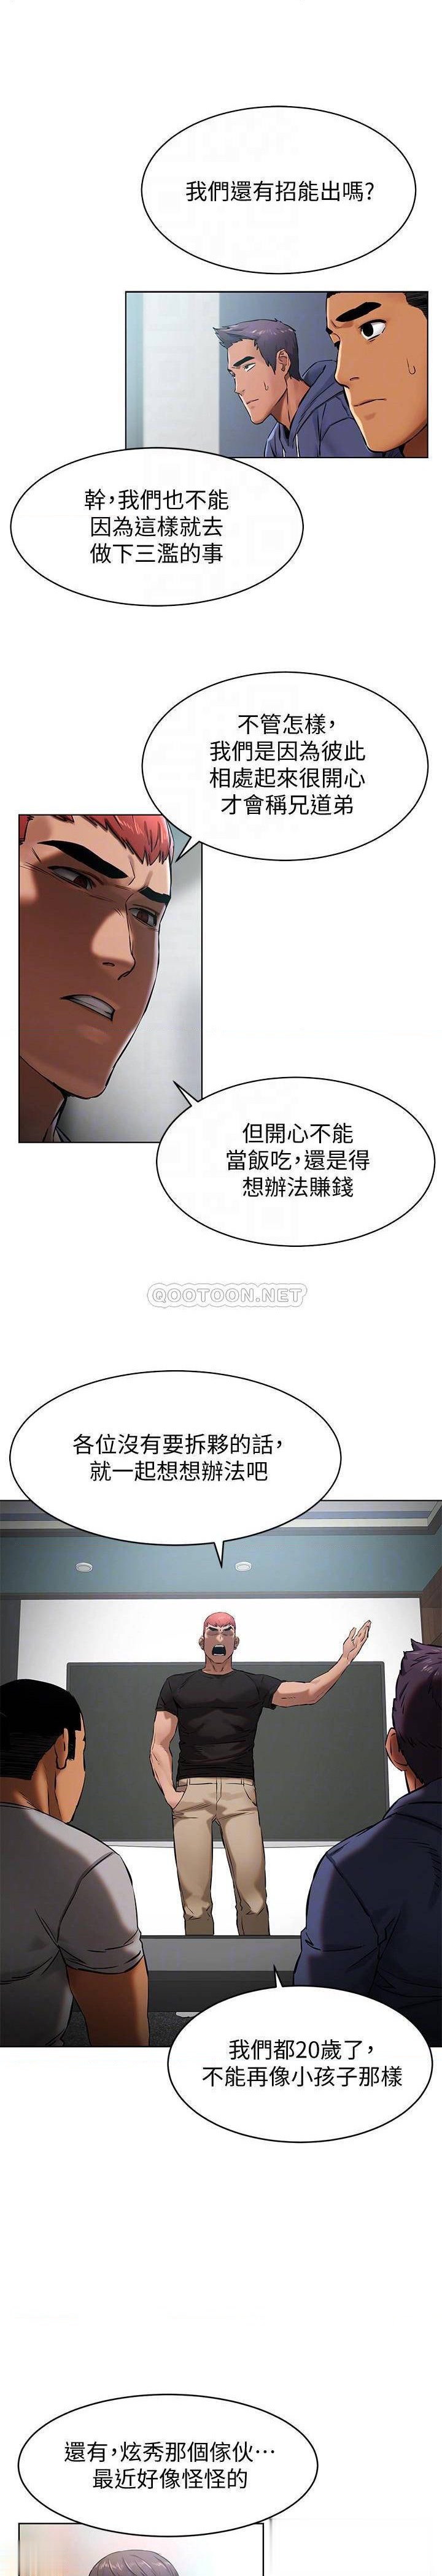 我們還有招能出嗎?
幹,我們也不能
因為這樣就去
做下三濫的事
不管怎樣,
我們是因為彼此
相處起來很開心
才會稱兄道弟
但開心不能
當飯吃,還是得
想辦法賺錢
QOOTOON.NET
各位沒有要拆夥的話,
就一起想想辦法吧
我們都20歲了,
不能再像小孩子那樣
還有,炫秀那個傢伙…
最近好像怪怪的